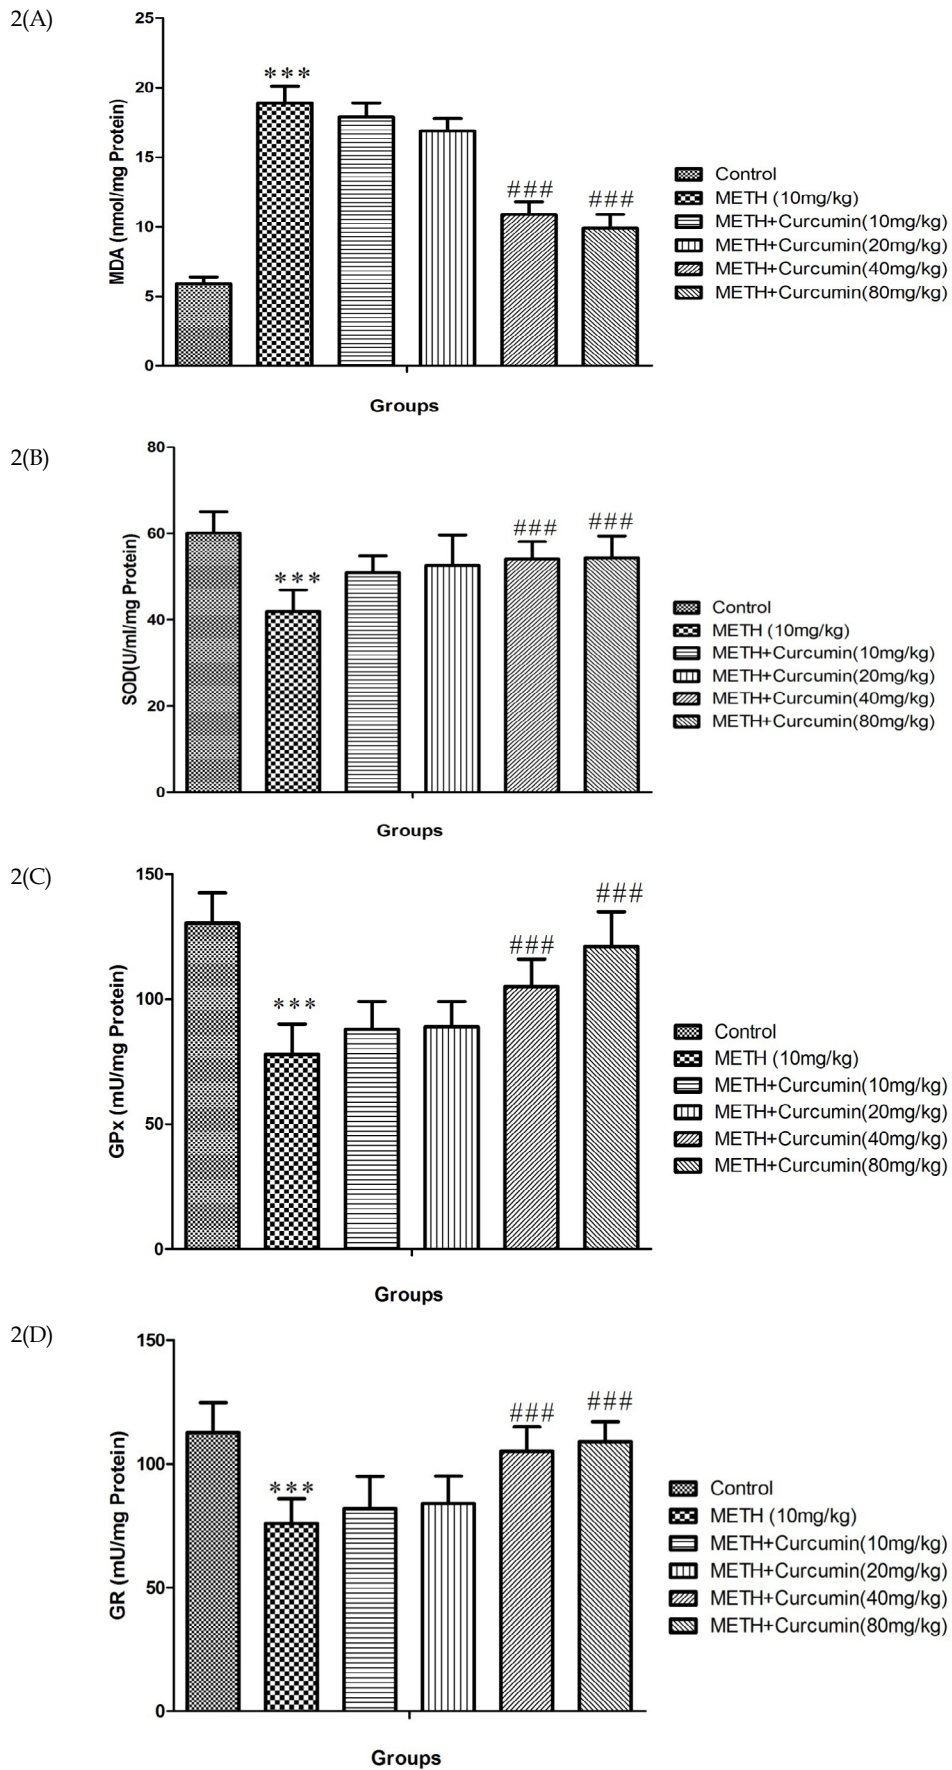 2(A)
25
20
15
10
5
0
MDA (nmol/mg Protein)
***
###
###
Groups
Control
METH (10mg/kg)
METH+Curcumin(10mg/kg)
METH+Curcumin(20mg/kg)
METH+Curcumin(40mg/kg)
METH+Curcumin(80mg/kg)
2(B)
80
60
40
20
0
SOD(U/ml/mg Protein)
***
###
###
Groups
Control
METH (10mg/kg)
METH+Curcumin(10mg/kg)
METH+Curcumin(20mg/kg)
METH+Curcumin(40mg/kg)
METH+Curcumin(80mg/kg)
2(C)
150
100
50
0
GPx (mU/mg Protein)
***
###
###
Groups
Control
METH (10mg/kg)
METH+Curcumin(10mg/kg)
METH+Curcumin(20mg/kg)
METH+Curcumin(40mg/kg)
METH+Curcumin(80mg/kg)
2(D)
150
100
50
0
GR (mU/mg Protein)
***
###
###
Groups
Control
METH (10mg/kg)
METH+Curcumin(10mg/kg)
METH+Curcumin(20mg/kg)
METH+Curcumin(40mg/kg)
METH+Curcumin(80mg/kg)